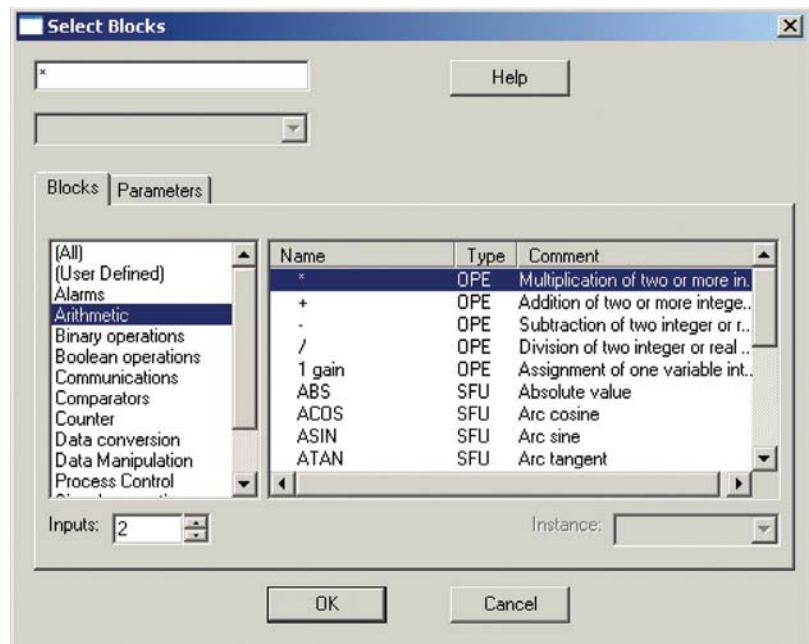 Select Blocks
*
Help
Blocks
Parameters
(All)
(User Defined)
Alarms
Arithmetic
Binary operations
Boolean operations
Communications
Comparators
Counter
Data conversion
Data Manipulation
Process Control
Name Type Comment
* OPE Multiplication of two or more in.
+ OPE Addition of two or more intege..
- OPE Subtraction of two integer or r..
/ OPE Division of two integer or real ..
1 gain OPE Assignment of one variable int..
ABS SFU Absolute value
ACOS SFU Arc cosine
ASIN SFU Arc sine
ATAN SFU Arc tangent
Inputs: 2
Instance:
OK
Cancel